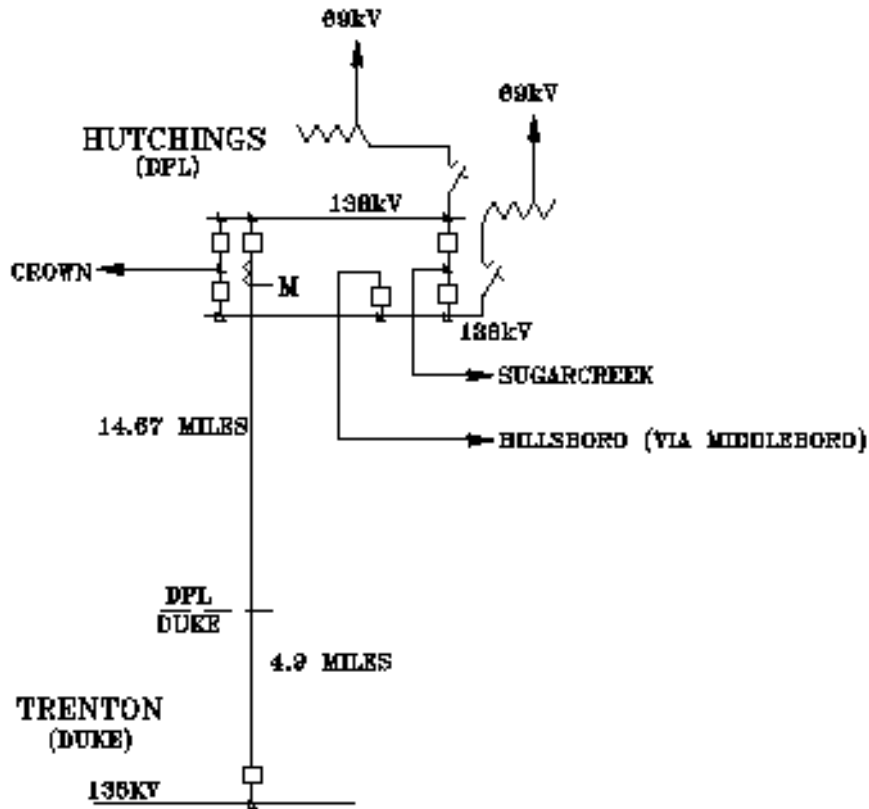 69kV
69kV
HUTCHINGS
(DPL)
138kV
CROWN
M
138kV
SUGARCREEK
14.67 MILES
HILLSBORO (VIA MIDDLEBORO)
DPL
DUKE
4.9 MILES
TRENTON
(DUKE)
138KV